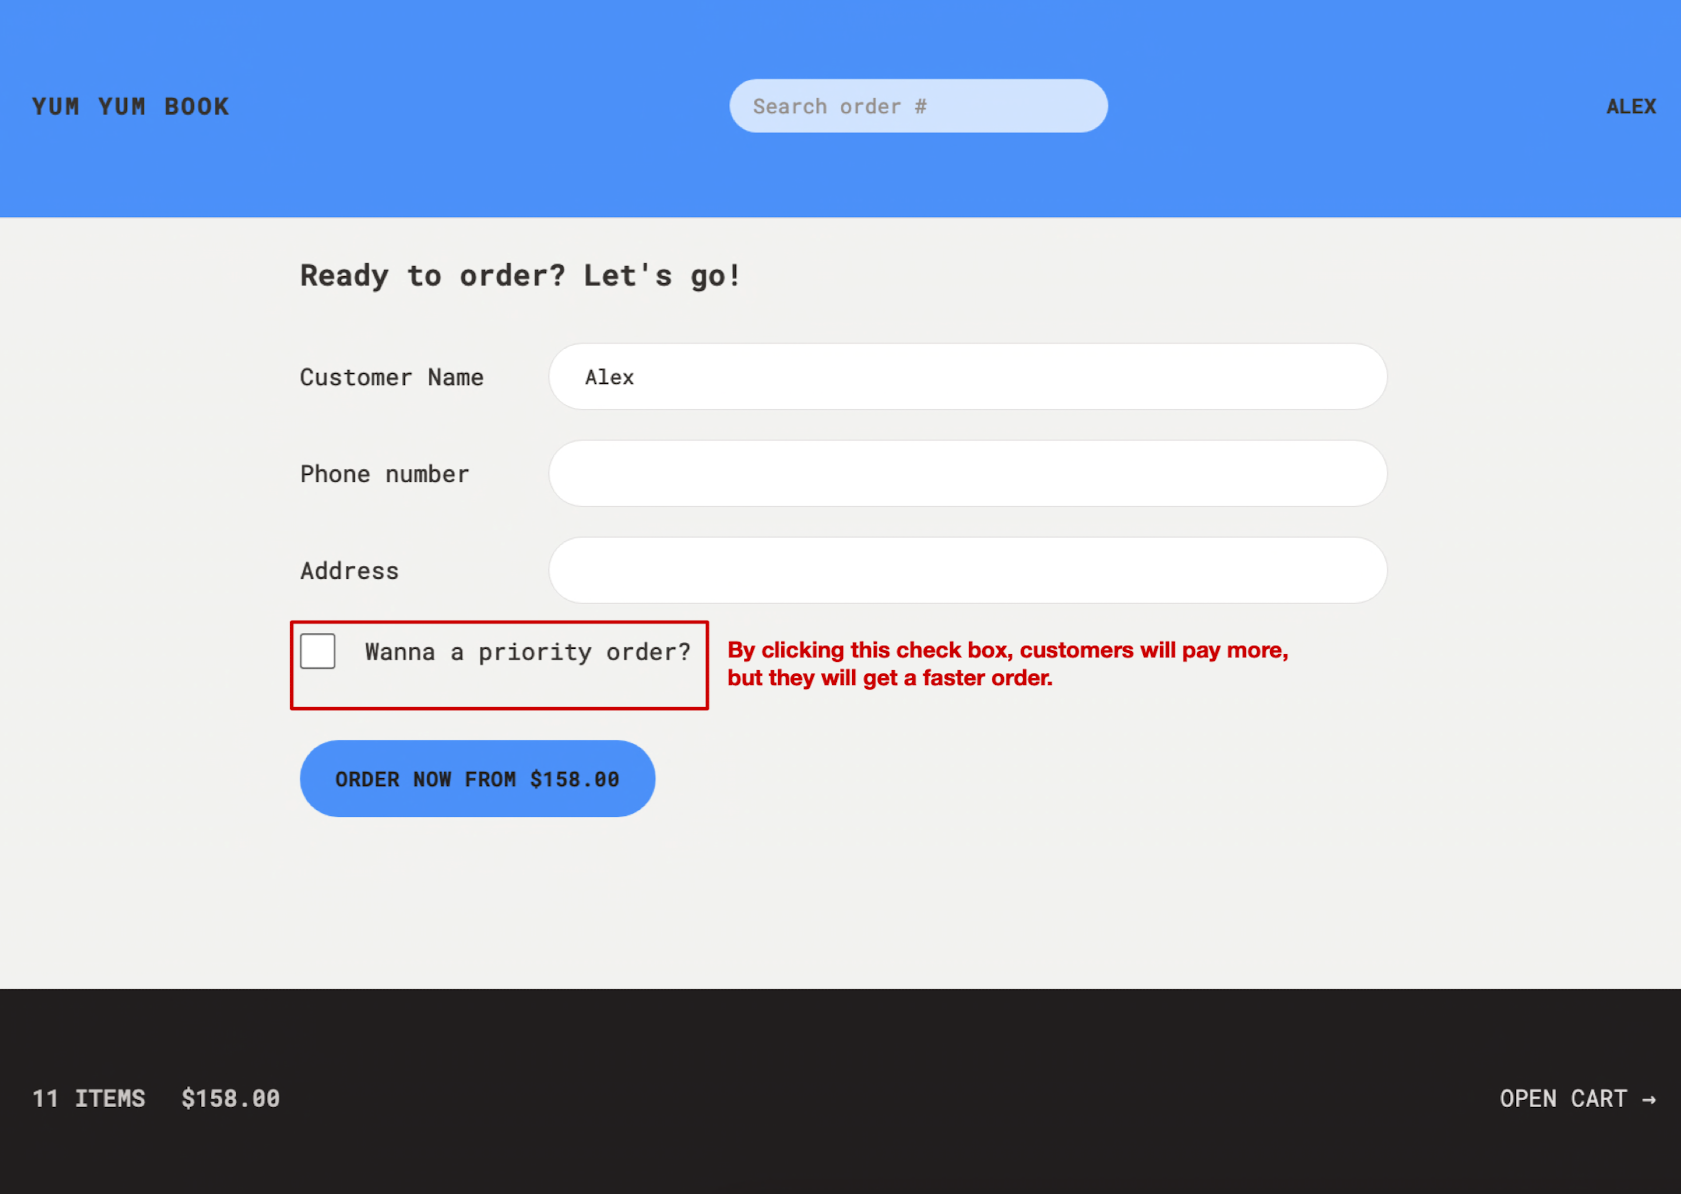 YUM YUM BOOK
Search order #
ALEX
Ready to order? Let's go!
Customer Name
Alex
Phone number
Address
Wanna a priority order?
By clicking this check box, customers will pay more,
but they will get a faster order.
ORDER NOW FROM $158.00
11 ITEMS $158.00
OPEN CART →